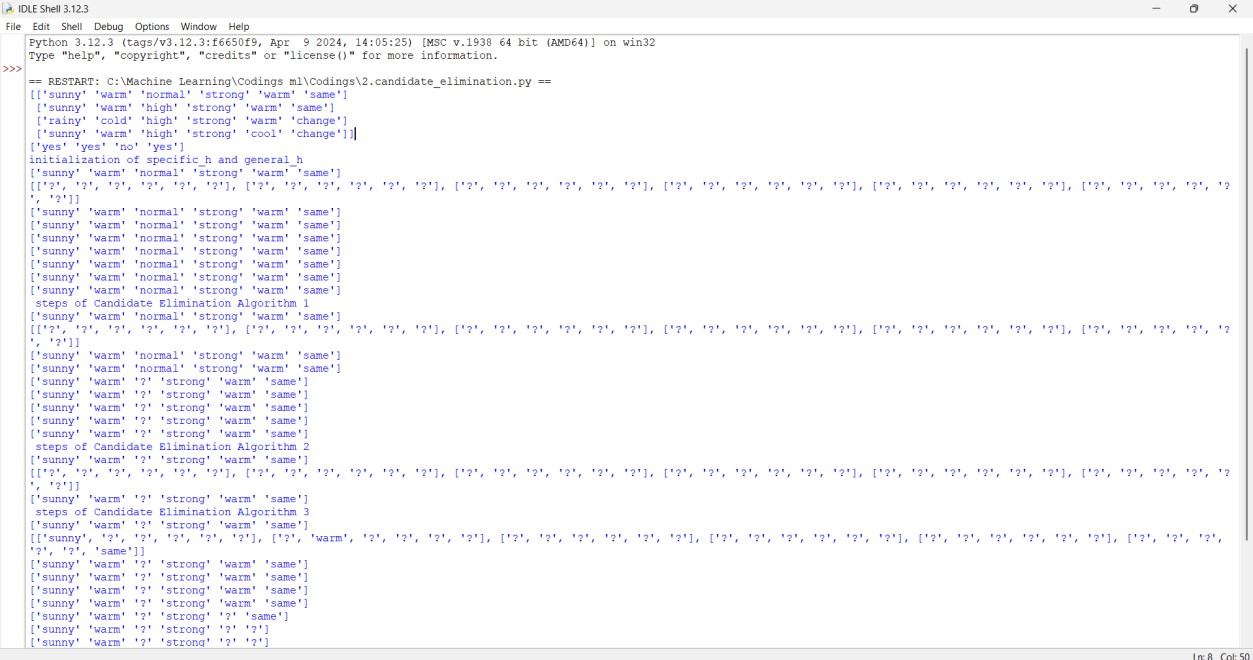 IDLE Shell 3.12.3
File Edit Shell Debug Options Window Help
Python 3.12.3 (tags/v3.12.3:f6650f9, Apr  9 2024, 14:05:25) [MSC v.1938 64 bit (AMD64)] on win32
Type "help", "copyright", "credits" or "license()" for more information.
>>>
== RESTART: C:\Machine Learning\Codings ml\Codings\2.candidate_elimination.py ==
[['sunny' 'warm' 'normal' 'strong' 'warm' 'same']
 ['sunny' 'warm' 'high' 'strong' 'warm' 'same']
 ['rainy' 'cold' 'high' 'strong' 'warm' 'change']
 ['sunny' 'warm' 'high' 'strong' 'cool' 'change']]
['yes' 'yes' 'no' 'yes']
initialization of specific_h and general_h
['sunny' 'warm' 'normal' 'strong' 'warm' 'same']
[['?', '?', '?', '?', '?', '?'], ['?', '?', '?', '?', '?', '?'], ['?', '?', '?', '?', '?', '?'], ['?', '?', '?', '?', '?', '?'], ['?', '?', '?', '?', '?', '?'], ['?', '?', '?', '?', '?
', '?']]
['sunny' 'warm' 'normal' 'strong' 'warm' 'same']
['sunny' 'warm' 'normal' 'strong' 'warm' 'same']
['sunny' 'warm' 'normal' 'strong' 'warm' 'same']
['sunny' 'warm' 'normal' 'strong' 'warm' 'same']
['sunny' 'warm' 'normal' 'strong' 'warm' 'same']
['sunny' 'warm' 'normal' 'strong' 'warm' 'same']
['sunny' 'warm' 'normal' 'strong' 'warm' 'same']
 steps of Candidate Elimination Algorithm 1
['sunny' 'warm' 'normal' 'strong' 'warm' 'same']
[['?', '?', '?', '?', '?', '?'], ['?', '?', '?', '?', '?', '?'], ['?', '?', '?', '?', '?', '?'], ['?', '?', '?', '?', '?', '?'], ['?', '?', '?', '?', '?', '?'], ['?', '?', '?', '?', '?
', '?']]
['sunny' 'warm' 'normal' 'strong' 'warm' 'same']
['sunny' 'warm' 'normal' 'strong' 'warm' 'same']
['sunny' 'warm' '?' 'strong' 'warm' 'same']
['sunny' 'warm' '?' 'strong' 'warm' 'same']
['sunny' 'warm' '?' 'strong' 'warm' 'same']
['sunny' 'warm' '?' 'strong' 'warm' 'same']
['sunny' 'warm' '?' 'strong' 'warm' 'same']
 steps of Candidate Elimination Algorithm 2
['sunny' 'warm' '?' 'strong' 'warm' 'same']
[['?', '?', '?', '?', '?', '?'], ['?', '?', '?', '?', '?', '?'], ['?', '?', '?', '?', '?', '?'], ['?', '?', '?', '?', '?', '?'], ['?', '?', '?', '?', '?', '?'], ['?', '?', '?', '?', '?
', '?']]
['sunny' 'warm' '?' 'strong' 'warm' 'same']
 steps of Candidate Elimination Algorithm 3
['sunny' 'warm' '?' 'strong' 'warm' 'same']
[['sunny', '?', '?', '?', '?', '?'], ['?', 'warm', '?', '?', '?', '?'], ['?', '?', '?', '?', '?', '?'], ['?', '?', '?', '?', '?', '?'], ['?', '?', '?', '?', '?', '?'], ['?', '?', '?',
'?', '?', 'same']]
['sunny' 'warm' '?' 'strong' 'warm' 'same']
['sunny' 'warm' '?' 'strong' 'warm' 'same']
['sunny' 'warm' '?' 'strong' 'warm' 'same']
['sunny' 'warm' '?' 'strong' 'warm' 'same']
['sunny' 'warm' '?' 'strong' '?' 'same']
['sunny' 'warm' '?' 'strong' '?' '?']
['sunny' 'warm' '?' 'strong' '?' '?']
Ln: 8 Col: 50